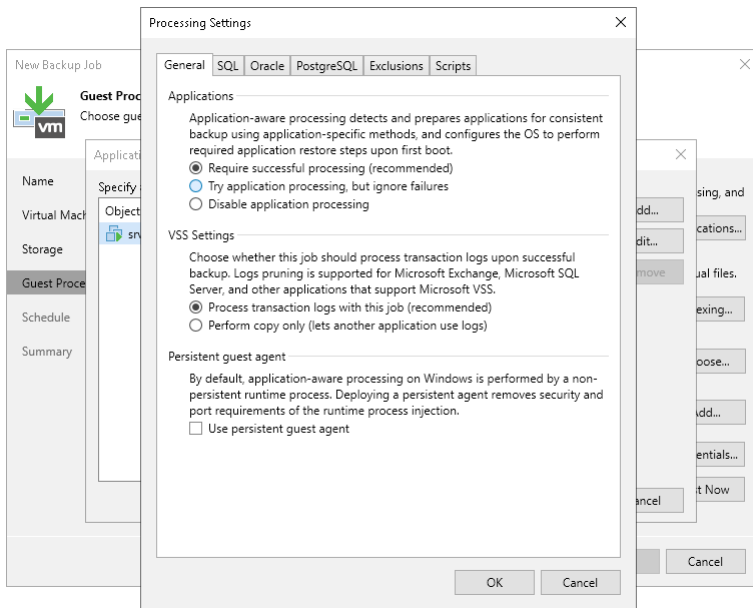 Processing Settings
New Backup Job
Guest Proc
Choose gue
vm
Name
Virtual Mach
Storage
Guest Proce
Schedule
Summary
Applicati
Specify
Object
srv
General SQL Oracle PostgreSQL Exclusions Scripts
Applications
Application-aware processing detects and prepares applications for consistent
backup using application-specific methods, and configures the OS to perform
required application restore steps upon first boot.
Require successful processing (recommended)
Try application processing, but ignore failures
Disable application processing
VSS Settings
Choose whether this job should process transaction logs upon successful
backup. Logs pruning is supported for Microsoft Exchange, Microsoft SQL
Server, and other applications that support Microsoft VSS.
Process transaction logs with this job (recommended)
Perform copy only (lets another application use logs)
Persistent guest agent
By default, application-aware processing on Windows is performed by a non-
persistent runtime process. Deploying a persistent agent removes security and
port requirements of the runtime process injection.
Use persistent guest agent
OK Cancel
dd...
dit...
move
ancel
sing, and
cations...
ual files.
exing...
oose...
Add...
entials...
t Now
Cancel